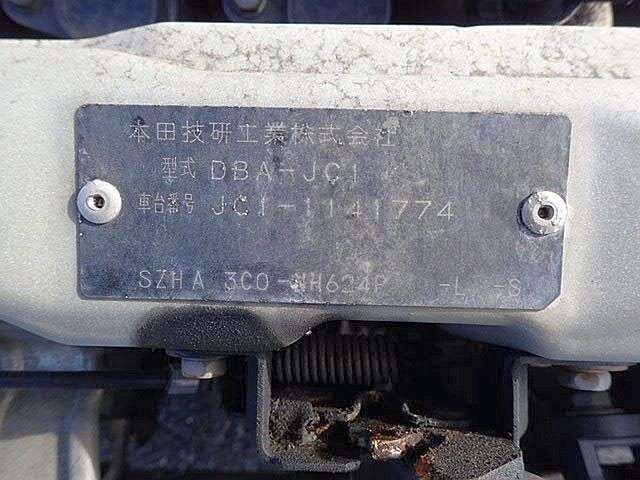 本田技研工業株式会社
型式 DBA-JC1
車台番号 JC1-1141774
SZHA 3C0-NH624P -L -S